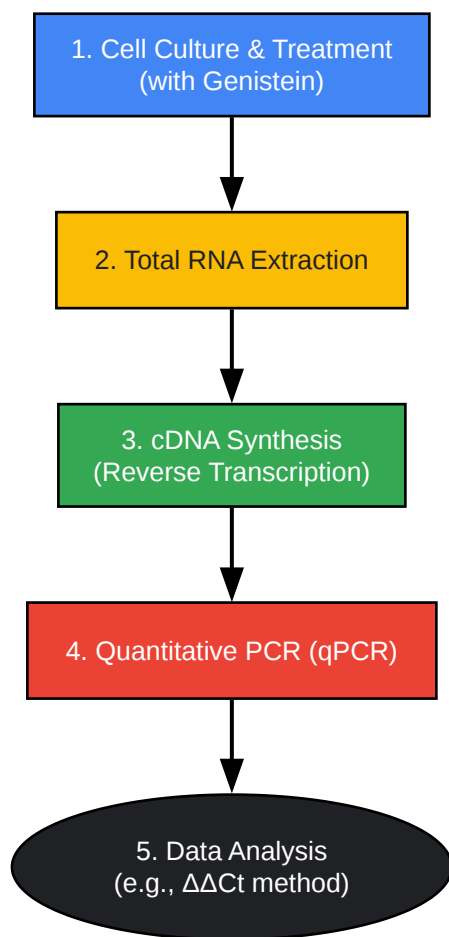 1. Cell Culture & Treatment
(with Genistein)
2. Total RNA Extraction
3. cDNA Synthesis
(Reverse Transcription)
4. Quantitative PCR (qPCR)
5. Data Analysis
(e.g., ΔΔCt method)